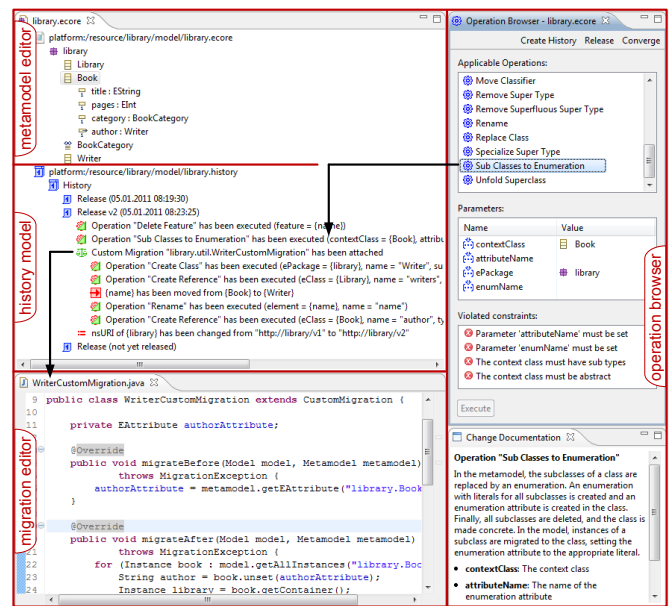 library.ecore
platform:/resource/library/model/library.ecore
library
Library
Book
title : EString
pages : EInt
category : BookCategory
author : Writer
BookCategory
Writer
metamodel editor
platform:/resource/library/model/library.history
History
Release (05.01.2011 08:19:30)
Release v2 (05.01.2011 08:23:25)
Operation "Delete Feature" has been executed (feature = {name})
Operation "Sub Classes to Enumeration" has been executed (contextClass = {Book}, attribu
Custom Migration "library.util.WriterCustomMigration" has been attached
Operation "Create Class" has been executed (ePackage = {library}, name = "Writer", su
Operation "Create Reference" has been executed (eClass = {Library}, name = "writers",
{name} has been moved from {Book} to {Writer}
Operation "Rename" has been executed (element = {name}, name = "name")
Operation "Create Reference" has been executed (eClass = {Book}, name = "author", ty
nsURI of {library} has been changed from "http://library/v1" to "http://library/v2"
Release (not yet released)
history model
WriterCustomMigration.java
9 public class WriterCustomMigration extends CustomMigration {
10
11 private EAttribute authorAttribute;
@Override
public void migrateBefore(Model model, Metamodel metamodel)
throws MigrationException {
authorAttribute = metamodel.getEAttribute("library.Book
}
@Override
public void migrateAfter(Model model, Metamodel metamodel)
21 throws MigrationException {
22 for (Instance book : model.getAllInstances("library.Boo
23 String author = book.unset(authorAttribute);
24 Instance library = book.getContainer();
migration editor
Operation Browser - library.ecore
Create History Release Converge
Applicable Operations:
Move Classifier
Remove Super Type
Remove Superfluous Super Type
Rename
Replace Class
Specialize Super Type
Sub Classes to Enumeration
Unfold Superclass
Parameters:
Name Value
contextClass Book
attributeName
ePackage library
enumName
Violated constraints:
Parameter 'attributeName' must be set
Parameter 'enumName' must be set
The context class must have sub types
The context class must be abstract
Execute
operation browser
Change Documentation
Operation "Sub Classes to Enumeration"
In the metamodel, the subclasses of a class are
replaced by an enumeration. An enumeration
with literals for all subclasses is created and an
enumeration attribute is created in the class.
Finally, all subclasses are deleted, and the class is
made concrete. In the model, instances of a
subclass are migrated to the class, setting the
enumeration attribute to the appropriate literal.
• contextClass: The context class
• attributeName: The name of the
enumeration attribute